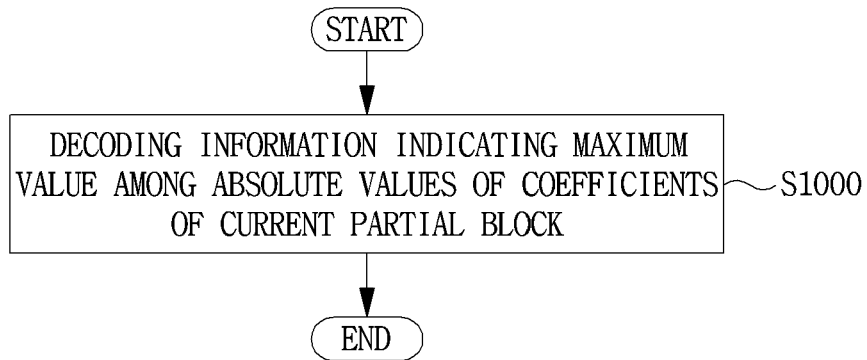 START
DECODING INFORMATION INDICATING MAXIMUM
VALUE AMONG ABSOLUTE VALUES OF COEFFICIENTS
OF CURRENT PARTIAL BLOCK
S1000
END